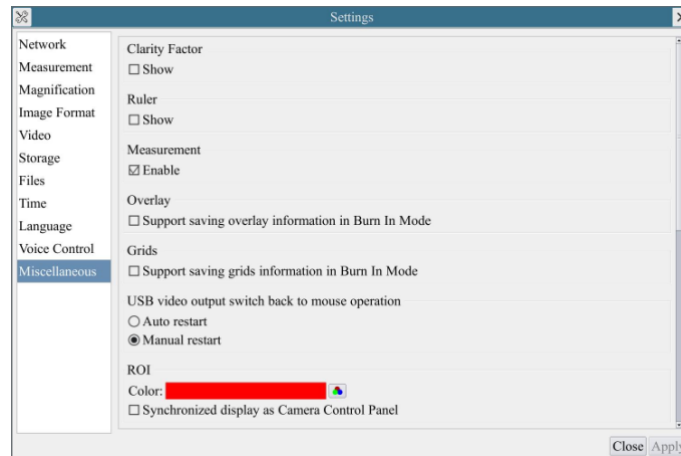 Settings
Network
Measurement
Magnification
Image Format
Video
Storage
Files
Time
Language
Voice Control
Miscellaneous
Clarity Factor
Show
Ruler
Show
Measurement
Enable
Overlay
Support saving overlay information in Burn In Mode
Grids
Support saving grids information in Burn In Mode
USB video output switch back to mouse operation
Auto restart
Manual restart
ROI
Color:
Synchronized display as Camera Control Panel
Close Apply